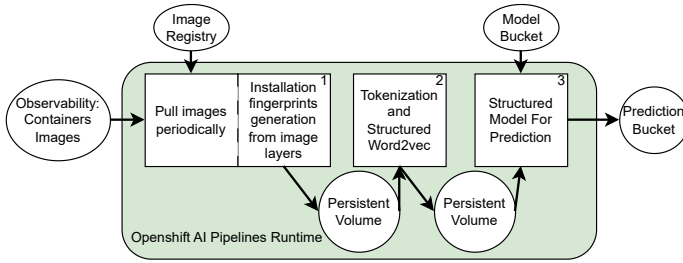 Image
Registry
Model
Bucket
Observability:
Containers
Images
Pull images
periodically
1
Installation
fingerprints
generation
from image
layers
2
Tokenization
and
Structured
Word2vec
3
Structured
Model For
Prediction
Prediction
Bucket
Persistent
Volume
Persistent
Volume
Openshift AI Pipelines Runtime